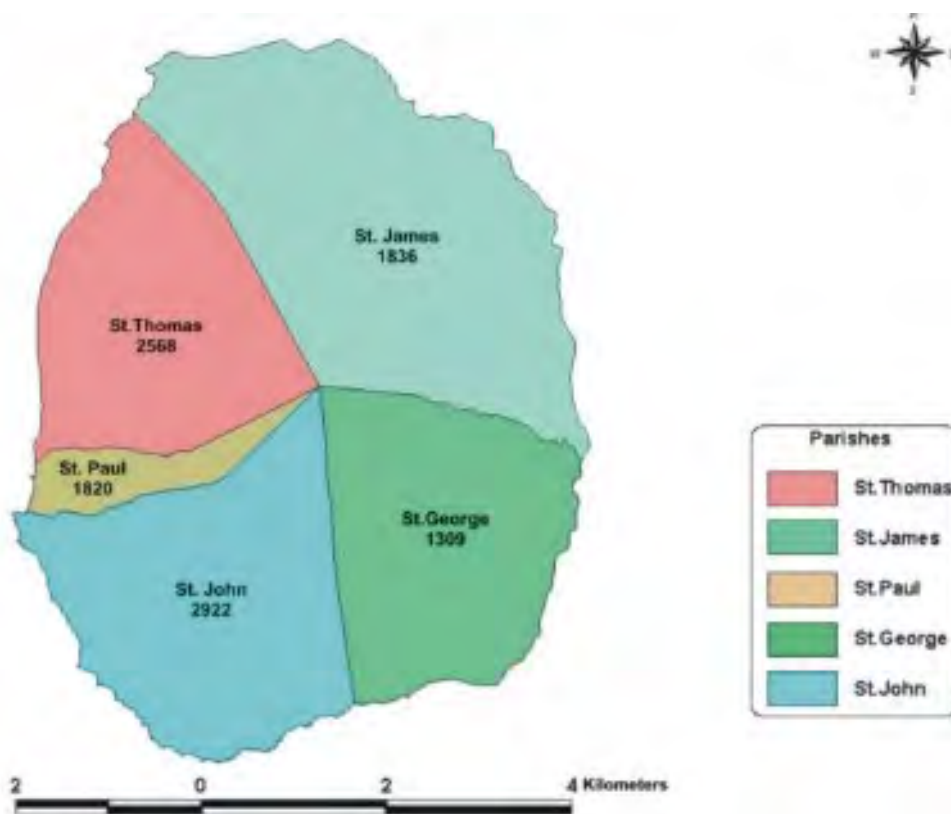 St. James
1836
St.Thomas
2568
St. Paul
1820
St.George
1309
St. John
2922
Parishes
St.Thomas
St.James
St.Paul
St.George
St.John
2 0 2 4 Kilometers